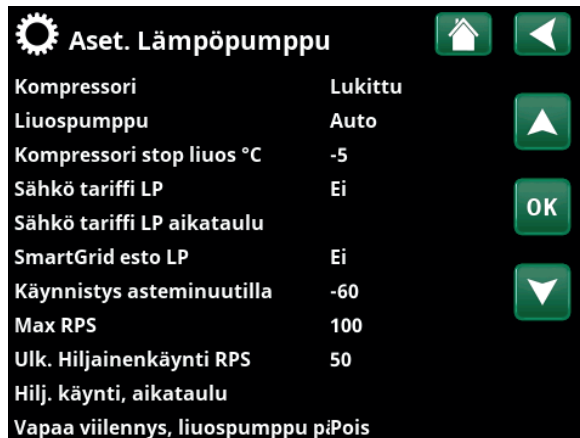 Aset. Lämpöpumppu
Kompressori Lukittu
Liuospumppu Auto
Kompressori stop liuos °C -5
Sähkö tariffi LP Ei
Sähkö tariffi LP aikataulu
OK
SmartGrid esto LP Ei
Käynnistys asteminuutilla -60
Max RPS 100
Ulk. Hiljainenkäynti RPS 50
Hilj. käynti, aikataulu
Vapaa viilennys, liuospumppu pä Pois